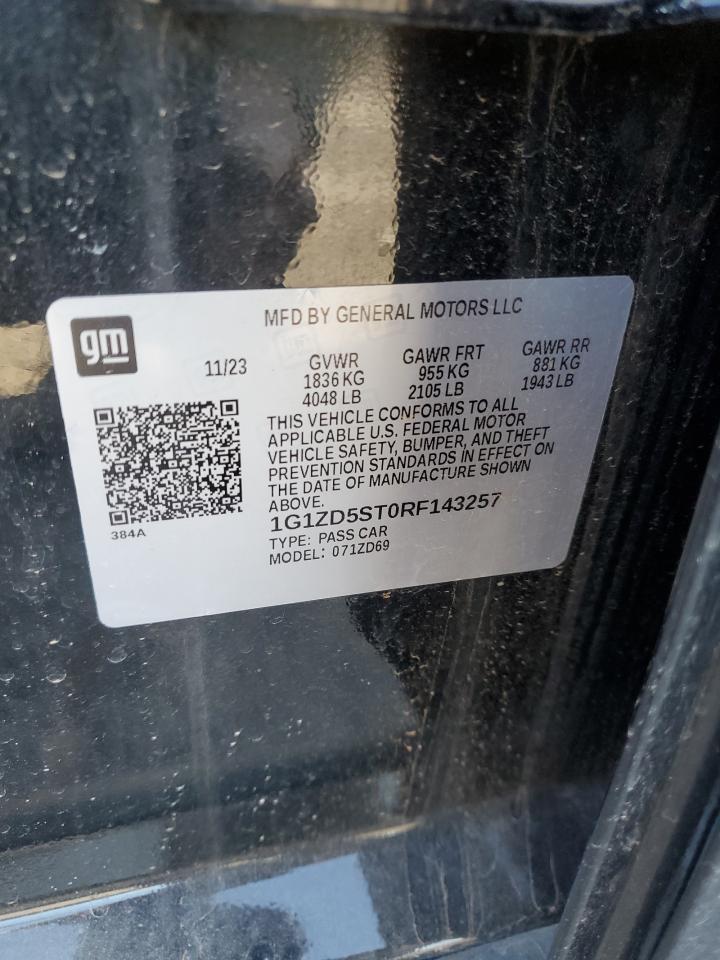 MFD BY GENERAL MOTORS LLC
gm
11/23
GVWR
1836 KG
4048 LB
GAWR FRT
955 KG
2105 LB
GAWR RR
881 KG
1943 LB
THIS VEHICLE CONFORMS TO ALL
APPLICABLE U.S. FEDERAL MOTOR
VEHICLE SAFETY, BUMPER, AND THEFT
PREVENTION STANDARDS IN EFFECT ON
THE DATE OF MANUFACTURE SHOWN
ABOVE.
1G1ZD5ST0RF143257
TYPE: PASS CAR
MODEL: 071ZD69
384A